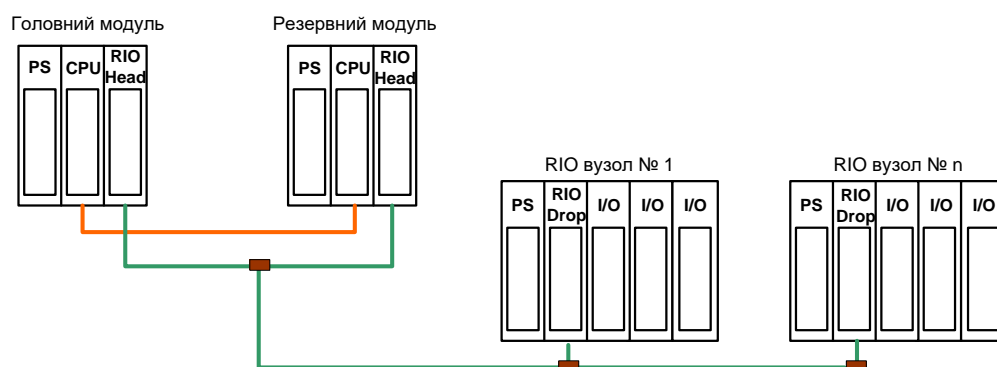 Головний модуль
Резервний модуль
PS CPU RIO Head
PS CPU RIO Head
RIO вузол № 1
RIO вузол № n
PS RIO Drop I/O I/O I/O
PS RIO Drop I/O I/O I/O